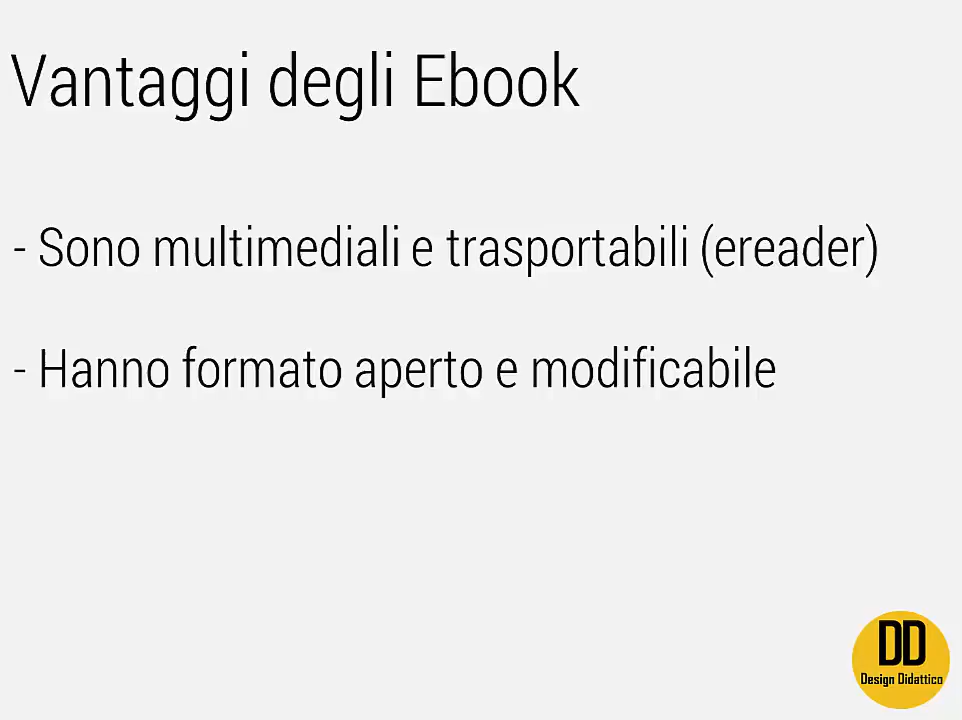 Vantaggi degli Ebook
- Sono multimediali e trasportabili (ereader)
- Hanno formato aperto e modificabile
DD
Design Didattico